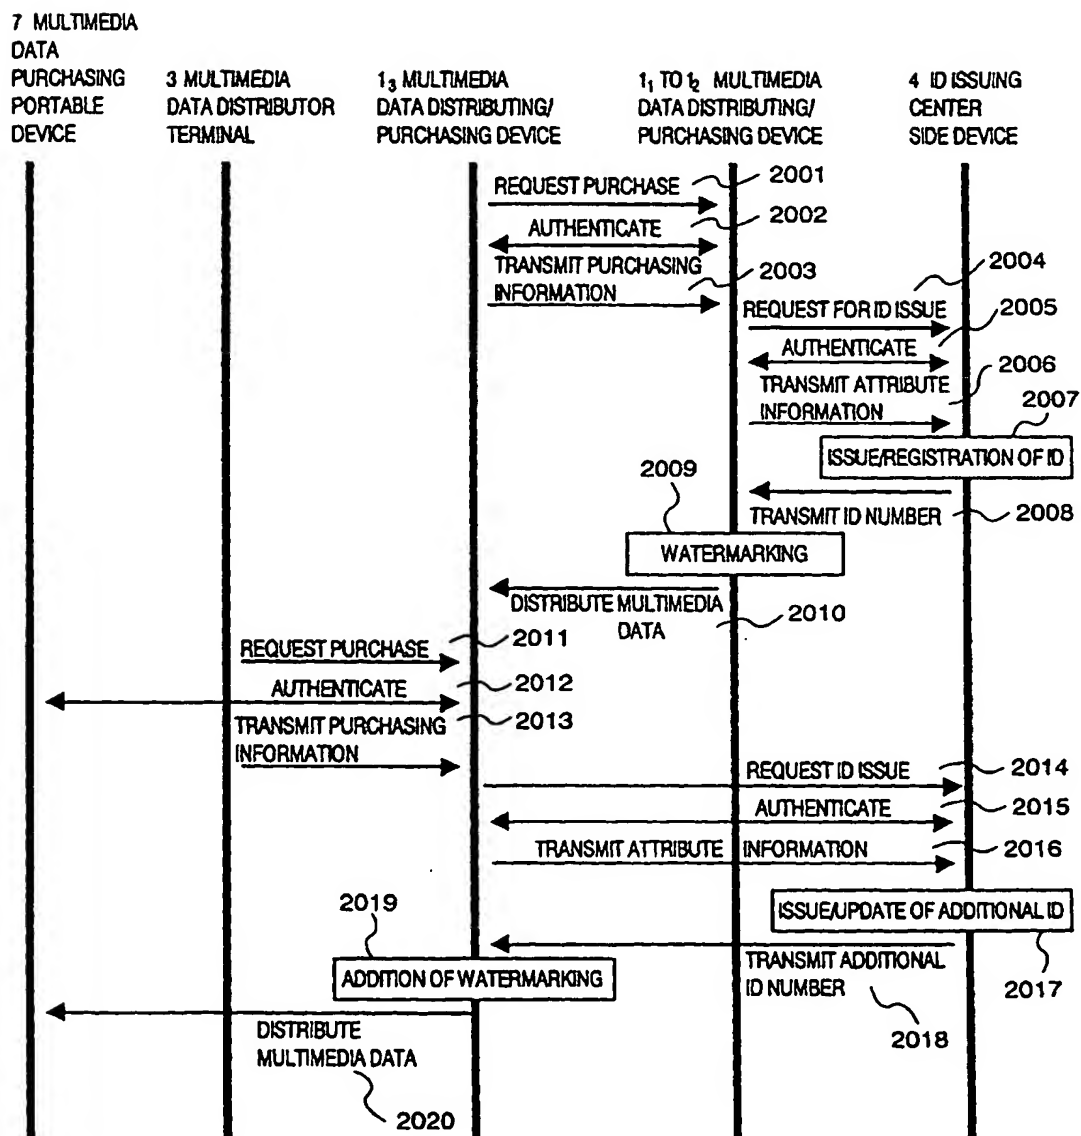 7 MULTIMEDIA
DATA
PURCHASING
PORTABLE
DEVICE
3 MULTIMEDIA
DATA DISTRIBUTOR
TERMINAL
1₃ MULTIMEDIA
DATA DISTRIBUTING/
PURCHASING DEVICE
1₁ TO 1₂ MULTIMEDIA
DATA DISTRIBUTING/
PURCHASING DEVICE
4 ID ISSUING
CENTER
SIDE DEVICE
REQUEST PURCHASE
2001
AUTHENTICATE
2002
TRANSMIT PURCHASING
INFORMATION
2003
2004
REQUEST FOR ID ISSUE
2005
AUTHENTICATE
2006
TRANSMIT ATTRIBUTE
INFORMATION
2007
ISSUE/REGISTRATION OF ID
2009
TRANSMIT ID NUMBER
2008
WATERMARKING
DISTRIBUTE MULTIMEDIA
DATA
2010
REQUEST PURCHASE
2011
AUTHENTICATE
2012
TRANSMIT PURCHASING
INFORMATION
2013
REQUEST ID ISSUE
2014
AUTHENTICATE
2015
TRANSMIT ATTRIBUTE INFORMATION
2016
ISSUE/UPDATE OF ADDITIONAL ID
2017
2019
TRANSMIT ADDITIONAL
ID NUMBER
2018
ADDITION OF WATERMARKING
DISTRIBUTE
MULTIMEDIA DATA
2020